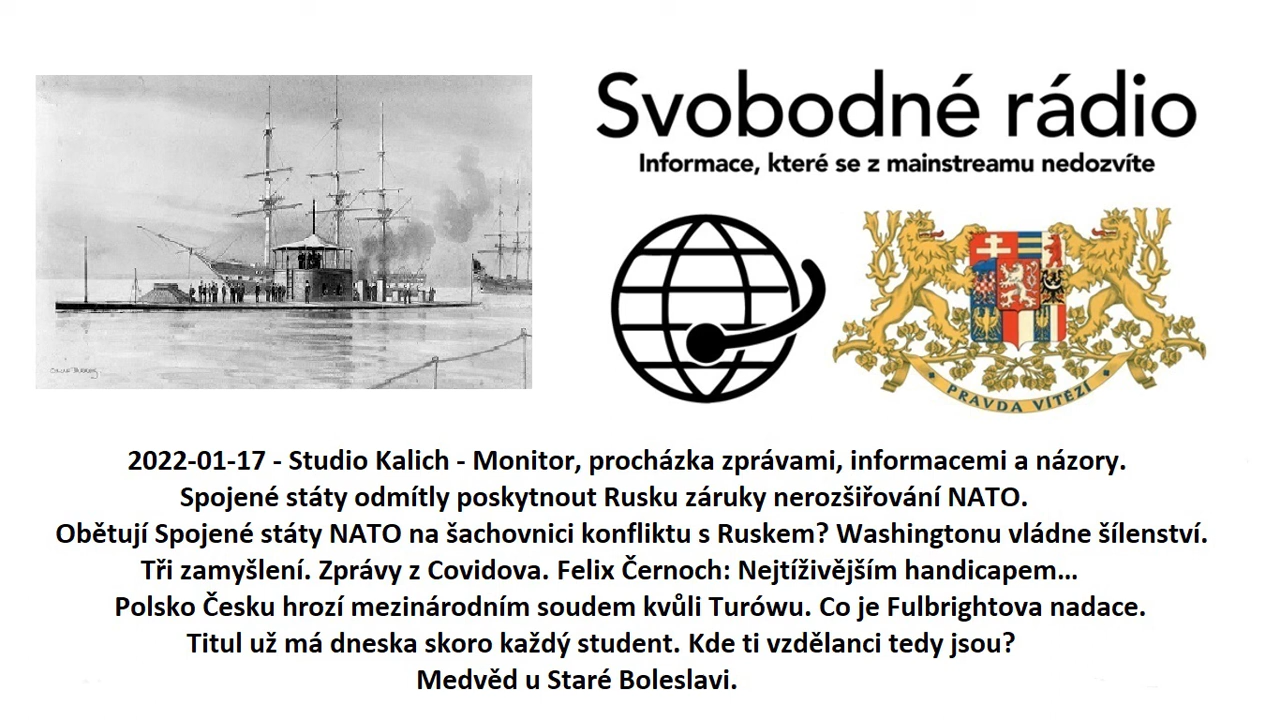 Svobodné rádio
Informace, které se z mainstreamu nedozvíte
PRAVDA VÍTĚZÍ
2022-01-17 - Studio Kalich - Monitor, procházka zprávami, informacemi a názory.
Spojené státy odmítly poskytnout Rusku záruky nerozšiřování NATO.
Obětují Spojené státy NATO na šachovnici konfliktu s Ruskem? Washingtonu vládne šílenství.
Tři zamyšlení. Zprávy z Covidova. Felix Černoch: Nejtíživějším handicapem...
Polsko Česku hrozí mezinárodním soudem kvůli Turówu. Co je Fulbrightova nadace.
Titul už má dneska skoro každý student. Kde ti vzdělanci tedy jsou?
Medvěd u Staré Boleslavi.